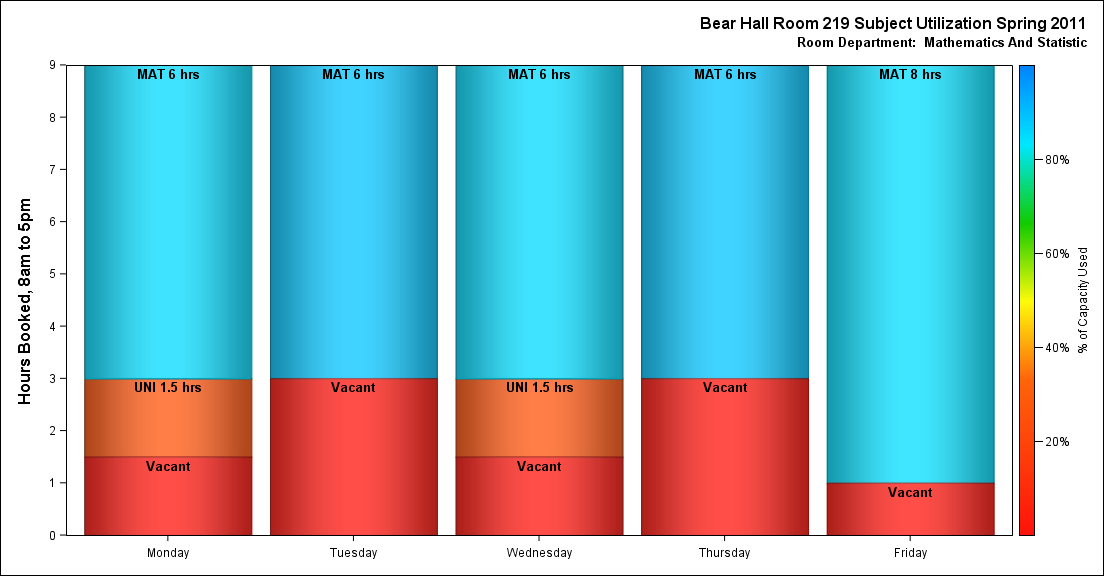 Bear Hall Room 219 Subject Utilization Spring 2011
Room Department:  Mathematics And Statistic
Hours Booked, 8am to 5pm
9
8
7
6
5
4
3
2
1
0
MAT 6 hrs
UNI 1.5 hrs
Vacant
MAT 6 hrs
Vacant
MAT 6 hrs
UNI 1.5 hrs
Vacant
MAT 6 hrs
Vacant
MAT 8 hrs
Vacant
Monday
Tuesday
Wednesday
Thursday
Friday
80%
60%
40%
20%
% of Capacity Used